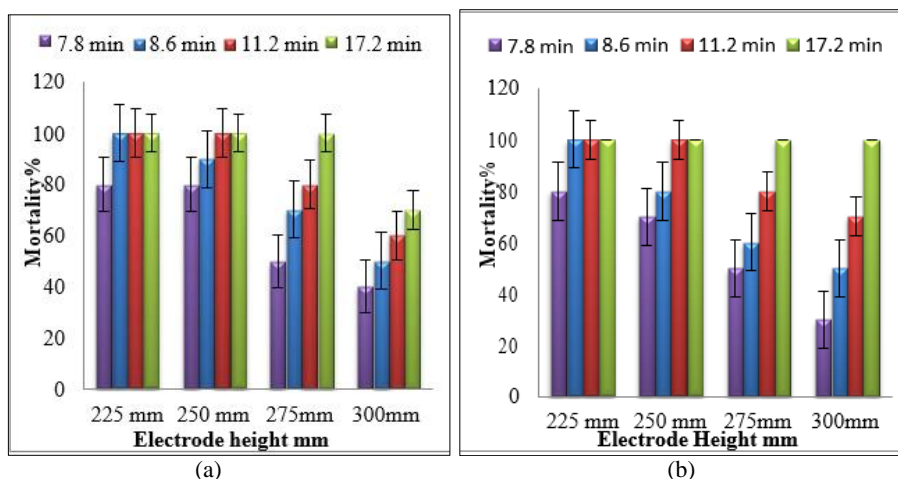 7.8 min 8.6 min 11.2 min 17.2 min
120
100
80
60
40
20
0
Mortality%
225 mm 250 mm 275mm 300mm
Electrode height mm
(a)
7.8 min 8.6 min 11.2 min 17.2 min
120
100
80
60
40
20
0
Mortality%
225 mm 250 mm 275mm 300mm
Electrode Height mm
(b)